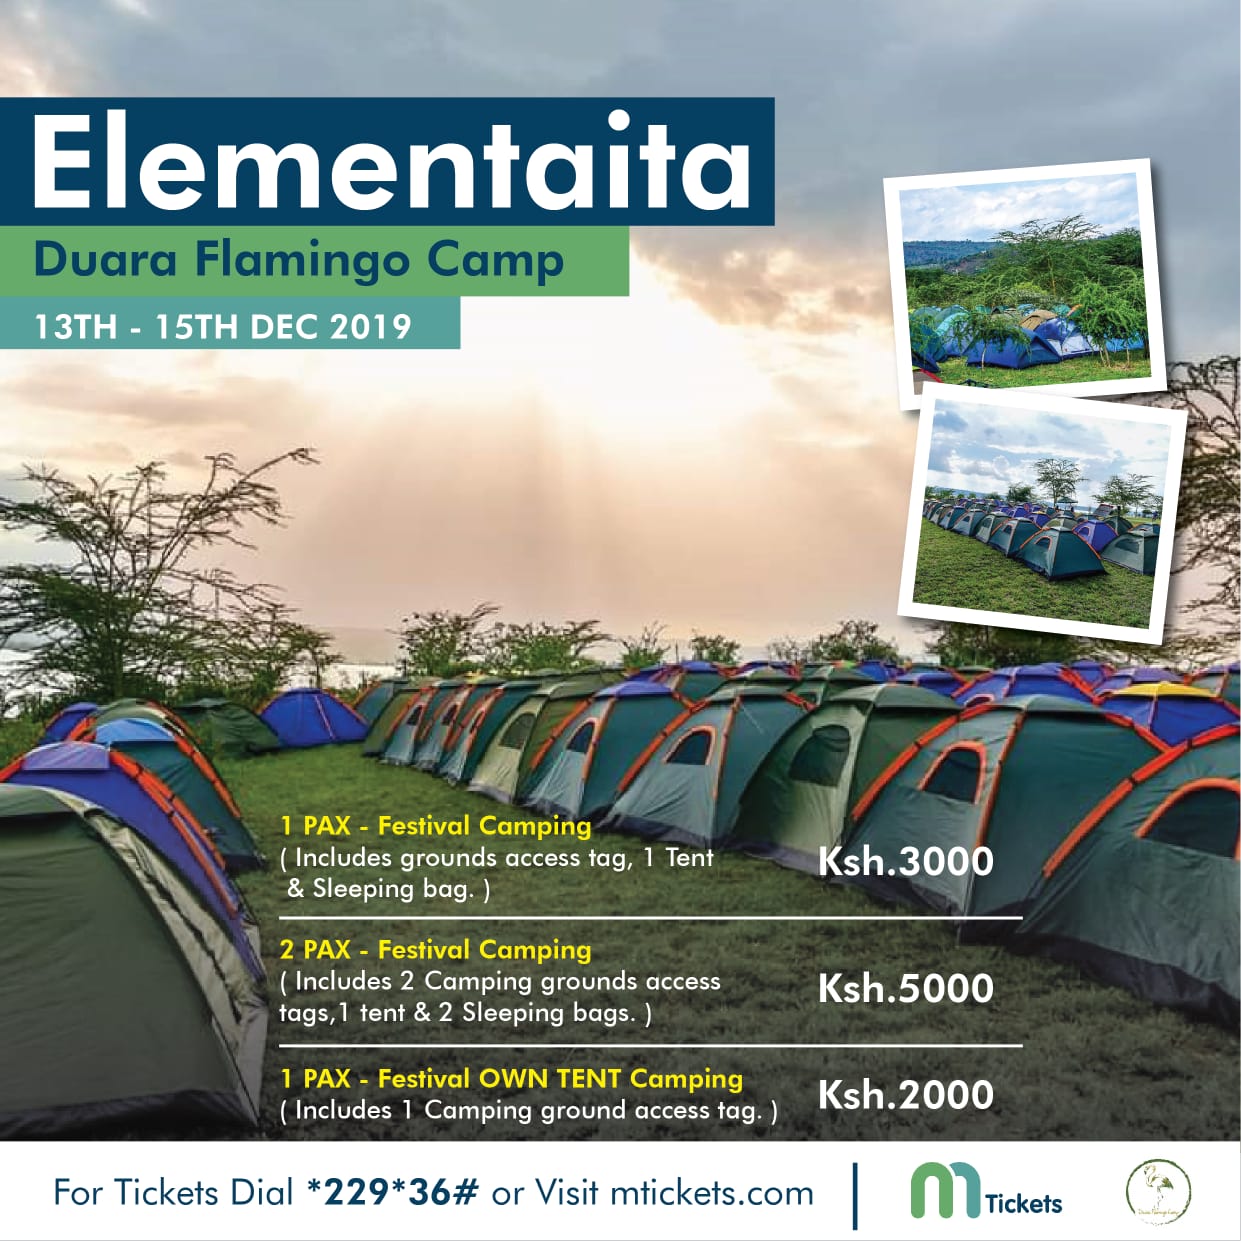 Elementaita
Duara Flamingo Camp
13TH - 15TH DEC 2019
1 PAX - Festival Camping
( Includes grounds access tag, 1 Tent
& Sleeping bag. )
Ksh.3000
2 PAX - Festival Camping
( Includes 2 Camping grounds access
tags,1 tent & 2 Sleeping bags. )
Ksh.5000
1 PAX - Festival OWN TENT Camping
( Includes 1 Camping ground access tag. )
Ksh.2000
For Tickets Dial *229*36# or Visit mtickets.com
m Tickets
Duara Flamingo Camp